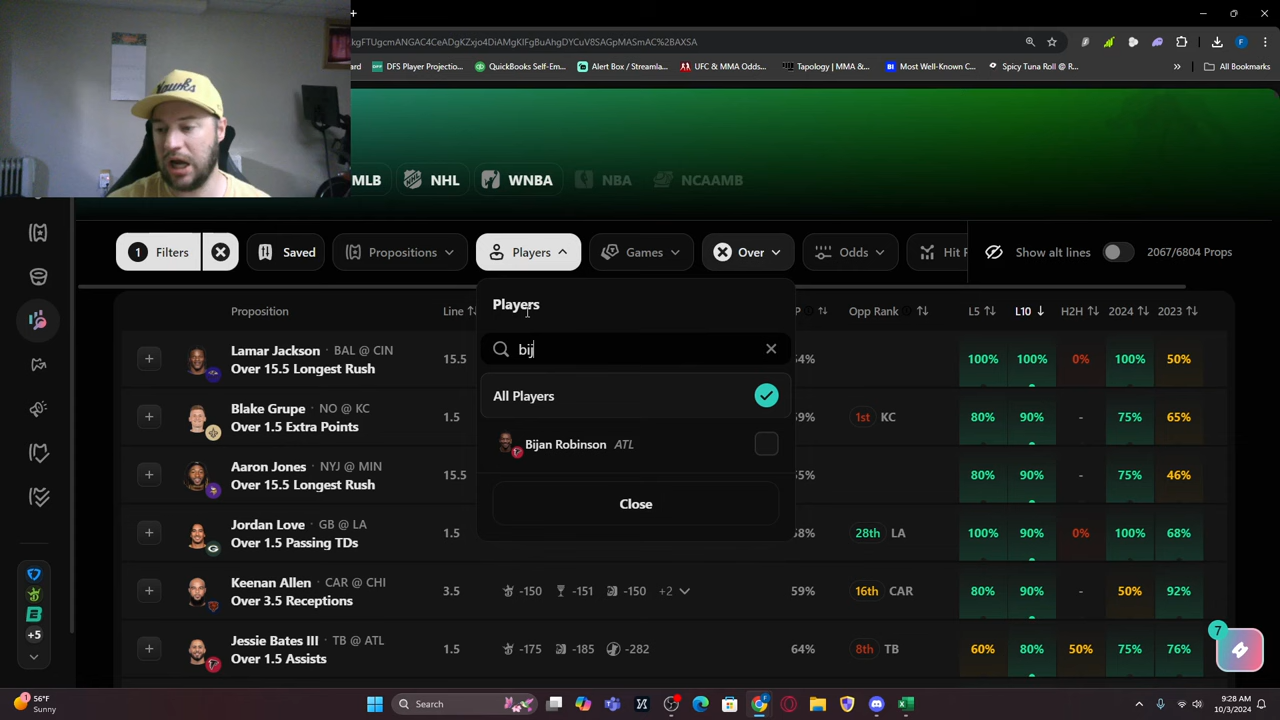 kgFTUgcmANGAC4CeADgKZxjo4DiAMgKlFgBuAhgDYCuV8SAGpMASmAC%2BAXSA
ard
DFS Player Projectio...
QuickBooks Self-Em...
Alert Box / Streamla...
UFC & MMA Odds...
Tapology | MMA &...
Most Well-Known C...
Spicy Tuna Roll @ R...
All Bookmarks
MLB
NHL
WNBA
NBA
NCAAMB
1 Filters
Saved
Propositions
Players
Games
Over
Odds
Hit R
Show alt lines
2067/6804 Props
Proposition
Line
Players
P
Opp Rank
L5
L10
H2H
2024
2023
bij
All Players
Bijan Robinson ATL
Close
Lamar Jackson · BAL @ CIN
Over 15.5 Longest Rush
15.5
100%
100%
0%
100%
50%
Blake Grupe · NO @ KC
Over 1.5 Extra Points
1.5
1st KC
80%
90%
-
75%
65%
Aaron Jones · NYJ @ MIN
Over 15.5 Longest Rush
15.5
80%
90%
-
75%
46%
Jordan Love · GB @ LA
Over 1.5 Passing TDs
1.5
28th LA
100%
90%
0%
100%
68%
Keenan Allen · CAR @ CHI
Over 3.5 Receptions
3.5
-150
-151
-150
+2
59%
16th CAR
80%
90%
-
50%
92%
Jessie Bates III · TB @ ATL
Over 1.5 Assists
1.5
-175
-185
-282
64%
8th TB
60%
80%
50%
75%
76%
+5
7
56°F
Sunny
Search
9:28 AM
10/3/2024